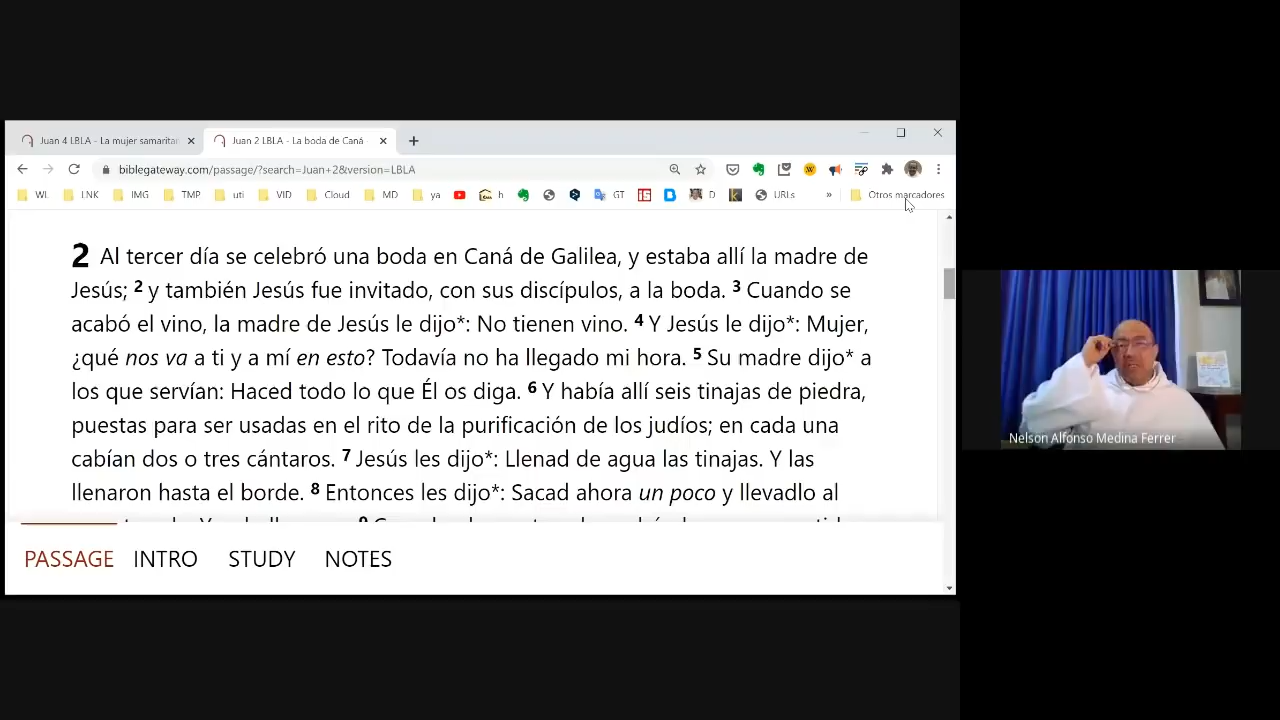 Juan 4 LBLA - La mujer samaritan
Juan 2 LBLA - La boda de Caná
biblegateway.com/passage/?search=Juan+2&version=LBLA
WL LNK IMG TMP uti VID Cloud MD ya h GT D URLs » Otros marcadores
2 Al tercer día se celebró una boda en Caná de Galilea, y estaba allí la madre de
Jesús; 2 y también Jesús fue invitado, con sus discípulos, a la boda. 3 Cuando se
acabó el vino, la madre de Jesús le dijo*: No tienen vino. 4 Y Jesús le dijo*: Mujer,
¿qué nos va a ti y a mí en esto? Todavía no ha llegado mi hora. 5 Su madre dijo* a
los que servían: Haced todo lo que Él os diga. 6 Y había allí seis tinajas de piedra,
puestas para ser usadas en el rito de la purificación de los judíos; en cada una
cabían dos o tres cántaros. 7 Jesús les dijo*: Llenad de agua las tinajas. Y las
llenaron hasta el borde. 8 Entonces les dijo*: Sacad ahora un poco y llevadlo al
PASSAGE INTRO STUDY NOTES
Nelson Alfonso Medina Ferrer